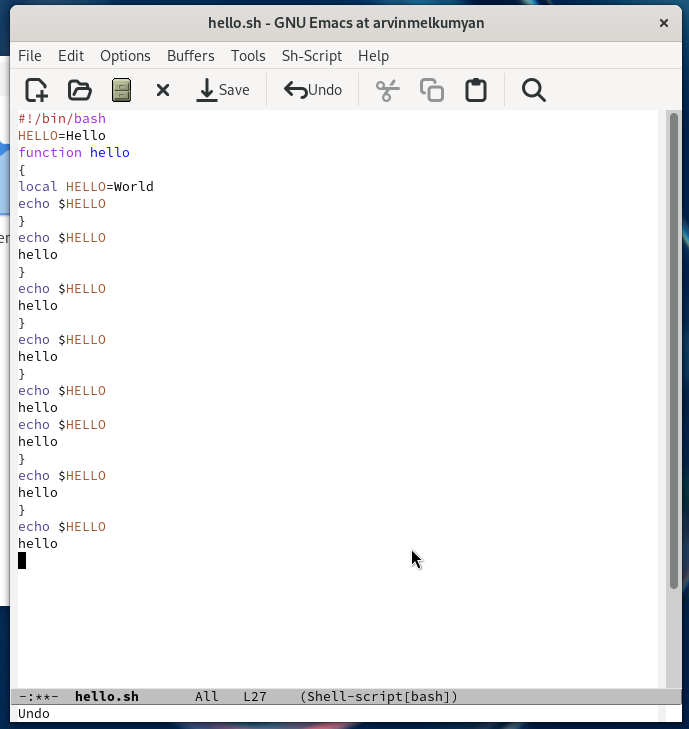 hello.sh - GNU Emacs at arvinmelkumyan
File Edit Options Buffers Tools Sh-Script Help
Save Undo
#!/bin/bash
HELLO=Hello
function hello
{
local HELLO=World
echo $HELLO
}
echo $HELLO
hello
}
echo $HELLO
hello
}
echo $HELLO
hello
}
echo $HELLO
hello
echo $HELLO
hello
}
echo $HELLO
hello
}
echo $HELLO
hello
-:**- hello.sh All L27 (Shell-script[bash])
Undo